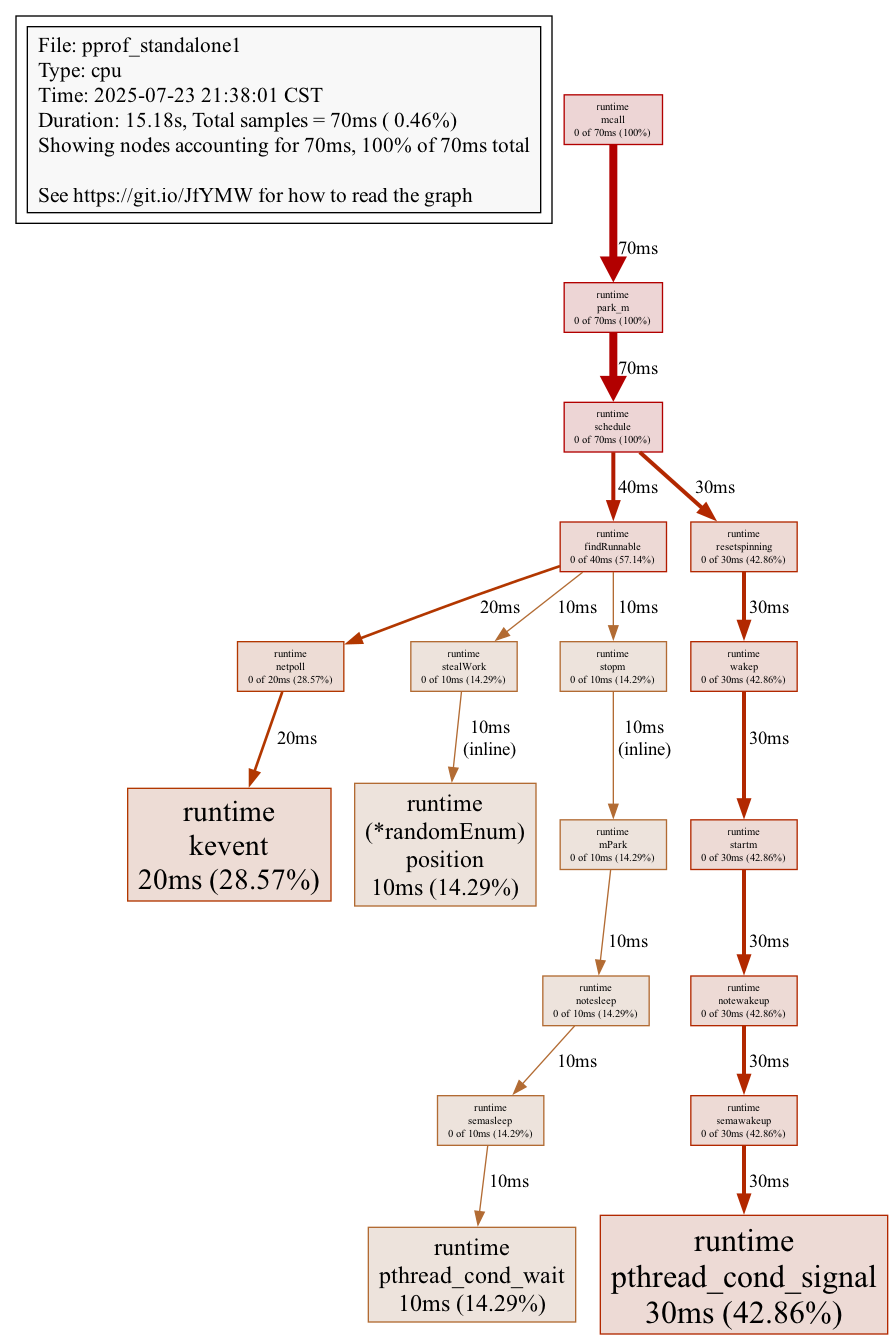 File: pprof_standalone1
Type: cpu
Time: 2025-07-23 21:38:01 CST
Duration: 15.18s, Total samples = 70ms ( 0.46%)
Showing nodes accounting for 70ms, 100% of 70ms total
See https://git.io/JfYMW for how to read the graph
runtime
mcall
0 of 70ms (100%)
70ms
runtime
park_m
0 of 70ms (100%)
70ms
runtime
schedule
0 of 70ms (100%)
40ms
30ms
runtime
findRunnable
0 of 40ms (57.14%)
runtime
resetspinning
0 of 30ms (42.86%)
20ms
10ms
10ms
30ms
runtime
netpoll
0 of 20ms (28.57%)
runtime
stealWork
0 of 10ms (14.29%)
runtime
stopm
0 of 10ms (14.29%)
runtime
wakep
0 of 30ms (42.86%)
20ms
10ms
(inline)
10ms
(inline)
30ms
runtime
kevent
20ms (28.57%)
runtime
(*randomEnum)
position
10ms (14.29%)
runtime
mPark
0 of 10ms (14.29%)
runtime
startm
0 of 30ms (42.86%)
10ms
30ms
runtime
notesleep
0 of 10ms (14.29%)
runtime
notewakeup
0 of 30ms (42.86%)
10ms
30ms
runtime
semasleep
0 of 10ms (14.29%)
runtime
semawakeup
0 of 30ms (42.86%)
10ms
30ms
runtime
pthread_cond_wait
10ms (14.29%)
runtime
pthread_cond_signal
30ms (42.86%)